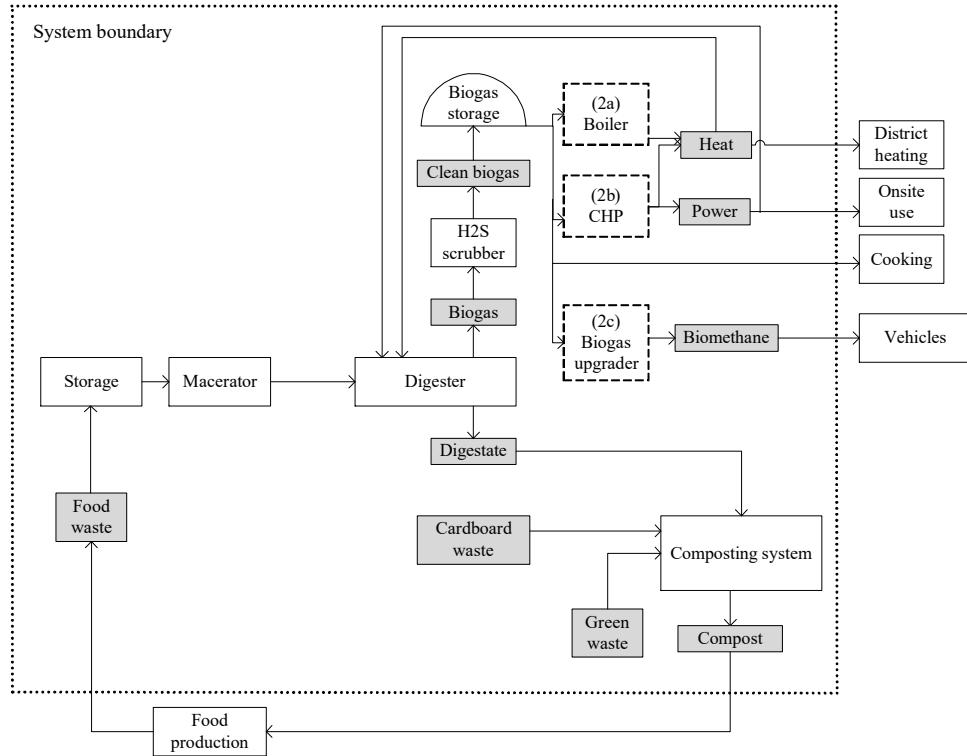 System boundary
Biogas
storage
(2a)
Boiler
Heat
District
heating
Clean biogas
(2b)
CHP
Power
Onsite
use
H2S
scrubber
Cooking
Biogas
(2c)
Biogas
upgrader
Biomethane
Vehicles
Storage
Macerator
Digester
Digestate
Food
waste
Cardboard
waste
Composting system
Green
waste
Compost
Food
production